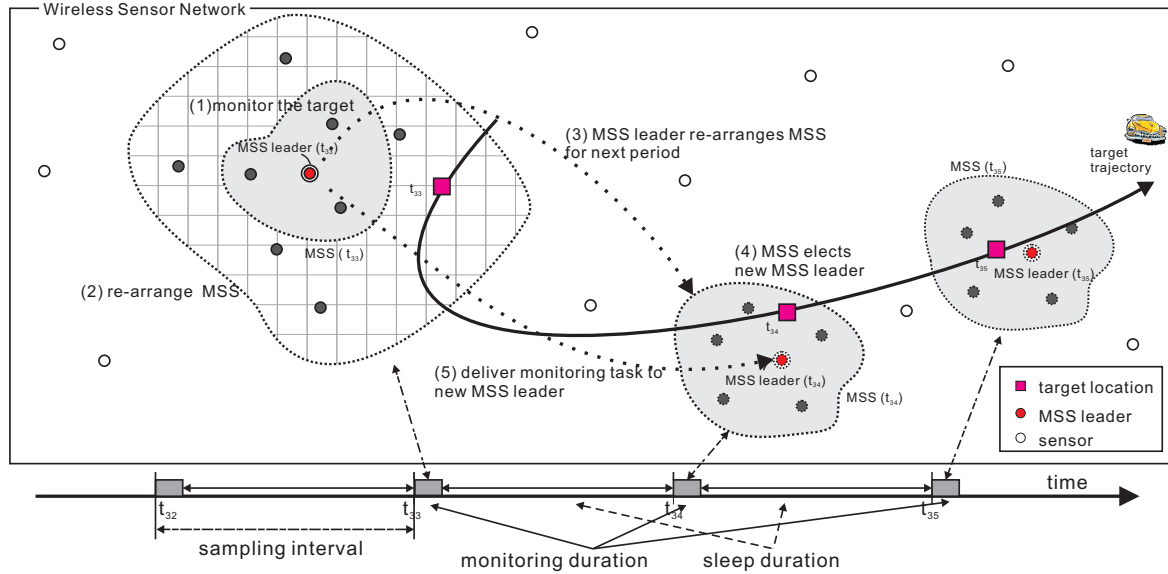 Wireless Sensor Network
(1)monitor the target
MSS leader (t33)
t33
MSS (t33)
(2) re-arrange MSS
(3) MSS leader re-arranges MSS
for next period
(4) MSS elects
new MSS leader
t34
MSS leader (t34)
MSS (t34)
(5) deliver monitoring task to
new MSS leader
target
trajectory
MSS (t35)
t35
MSS leader (t35)
target location
MSS leader
sensor
time
t32
t33
t34
t35
sampling interval
monitoring duration
sleep duration